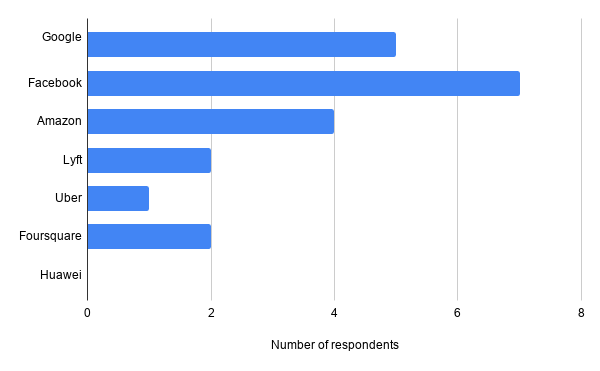 Google
Facebook
Amazon
Lyft
Uber
Foursquare
Huawei
0 2 4 6 8
Number of respondents